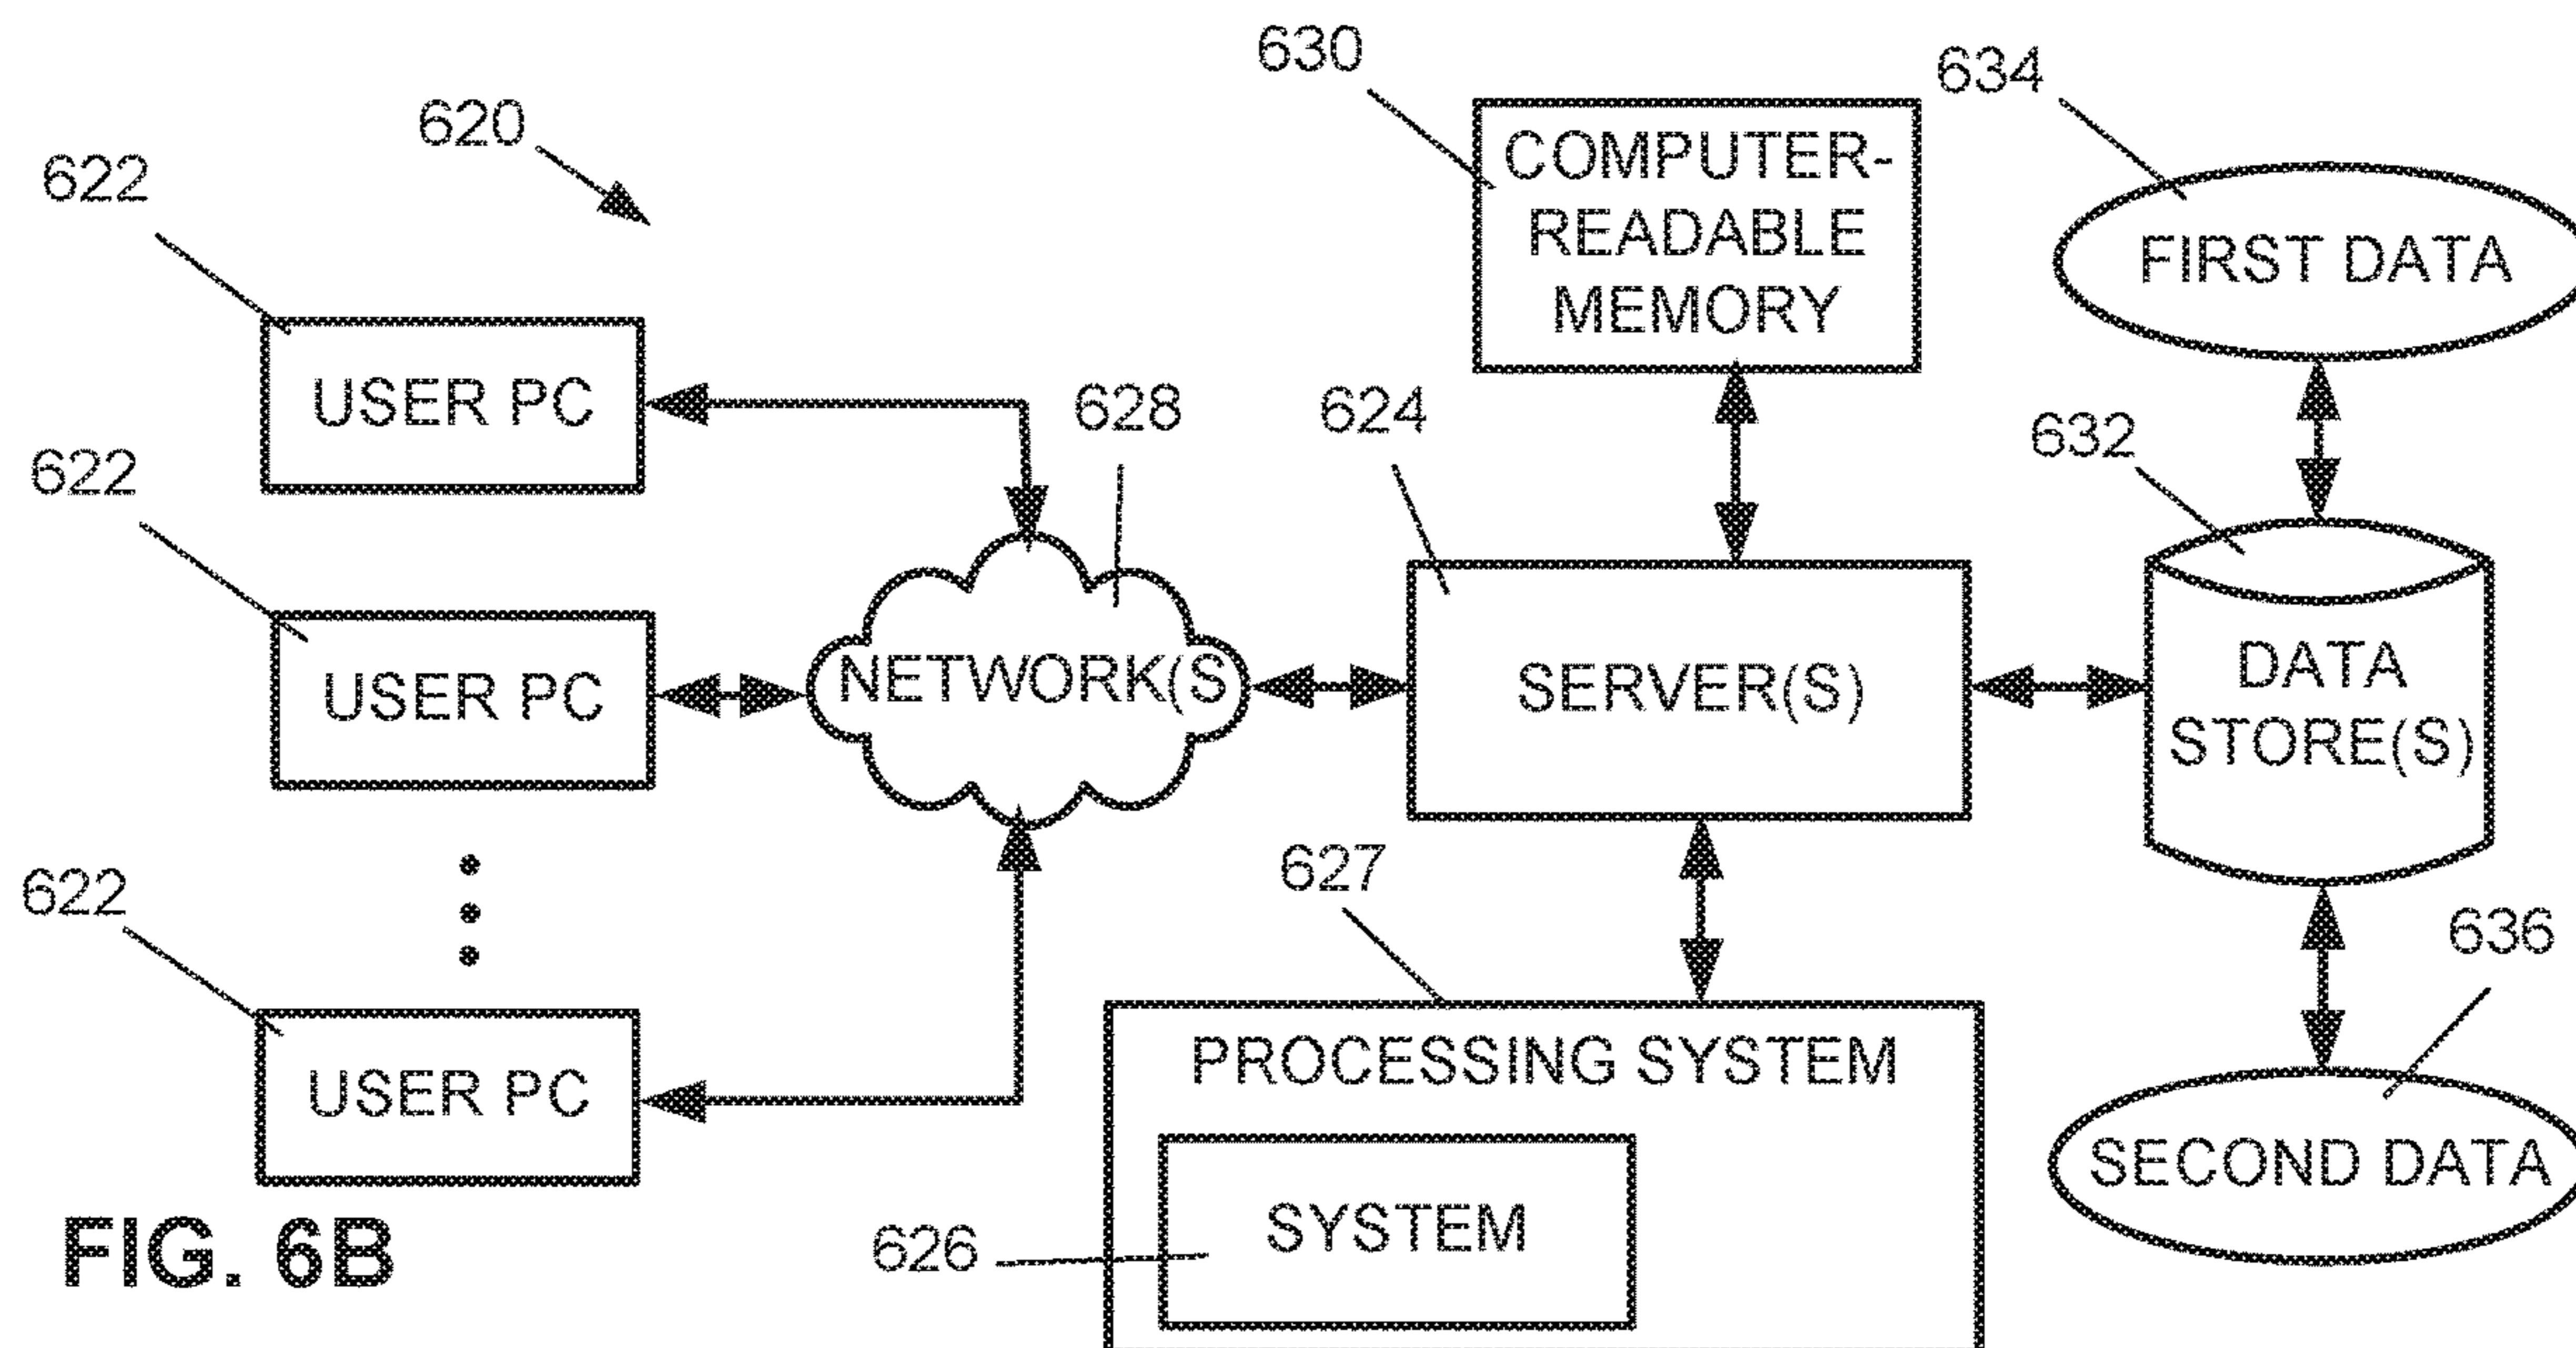 630
634
620
622
COMPUTER-
READABLE
MEMORY
FIRST DATA
USER PC
628
624
632
622
USER PC
NETWORK(S
SERVER(S)
DATA
STORE(S)
622
627
636
USER PC
PROCESSING SYSTEM
SECOND DATA
SYSTEM
626
FIG. 6B